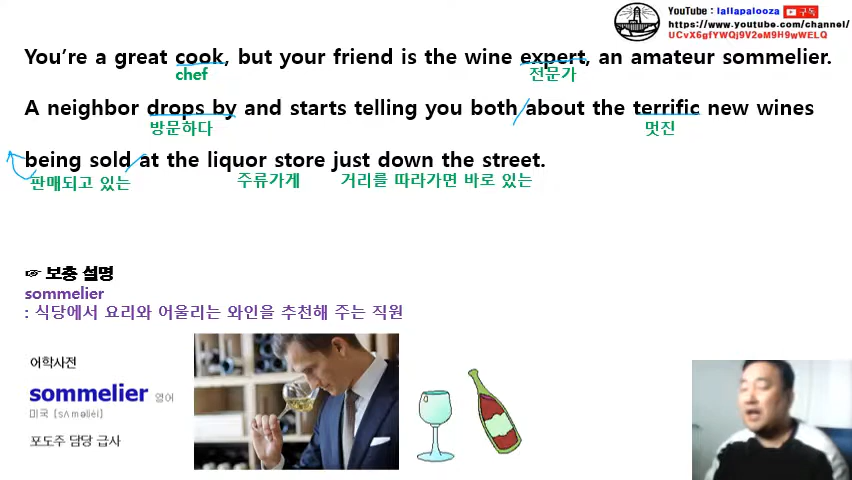 YouTube : lallapalooza 구독
https://www.youtube.com/channel/
UCvX6gfYWQj9V2eM9H9wWELQ
You're a great cook, but your friend is the wine expert, an amateur sommelier.
chef 전문가
A neighbor drops by and starts telling you both about the terrific new wines
방문하다 멋진
being sold at the liquor store just down the street.
판매되고 있는 주류가게 거리를 따라가면 바로 있는
☞ 보충 설명
sommelier
: 식당에서 요리와 어울리는 와인을 추천해 주는 직원
어학사전
sommelier 영어
미국 [sʌməljéi]
포도주 담당 급사